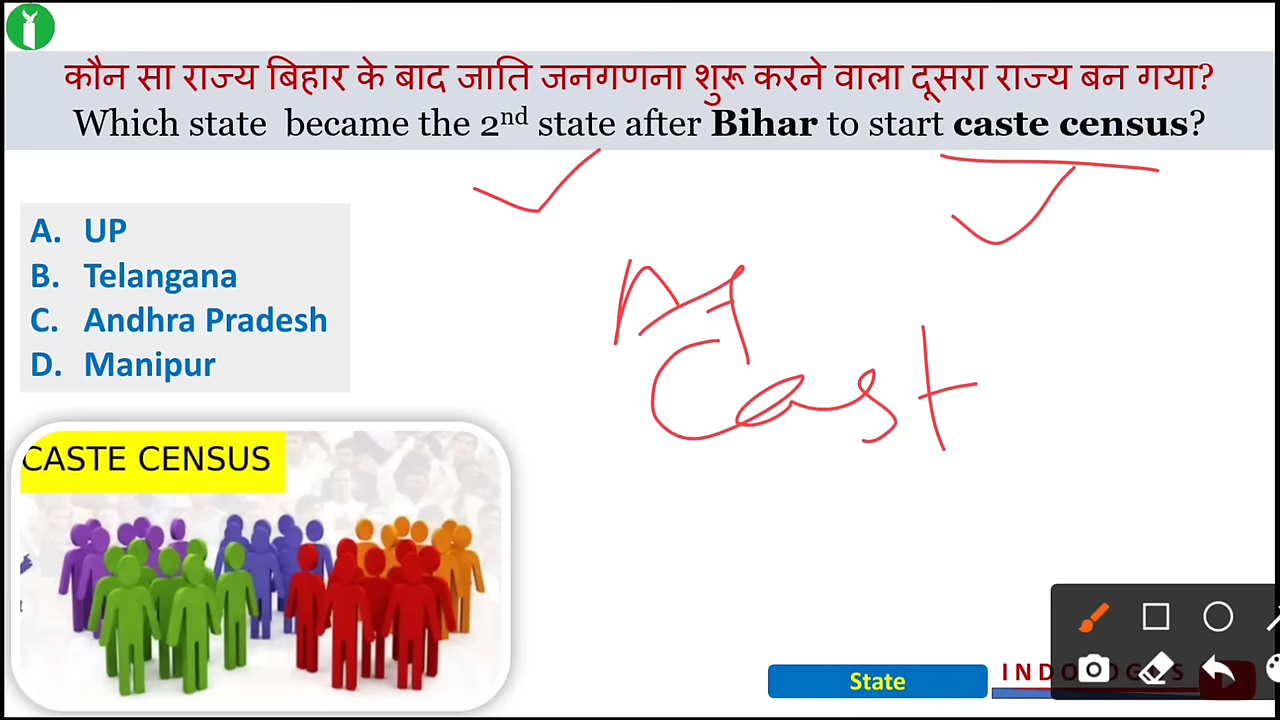 कौन सा राज्य बिहार के बाद जाति जनगणना शुरू करने वाला दूसरा राज्य बन गया?
Which state became the 2nd state after Bihar to start caste census?
A. UP
B. Telangana
C. Andhra Pradesh
D. Manipur
Cast
CASTE CENSUS
State